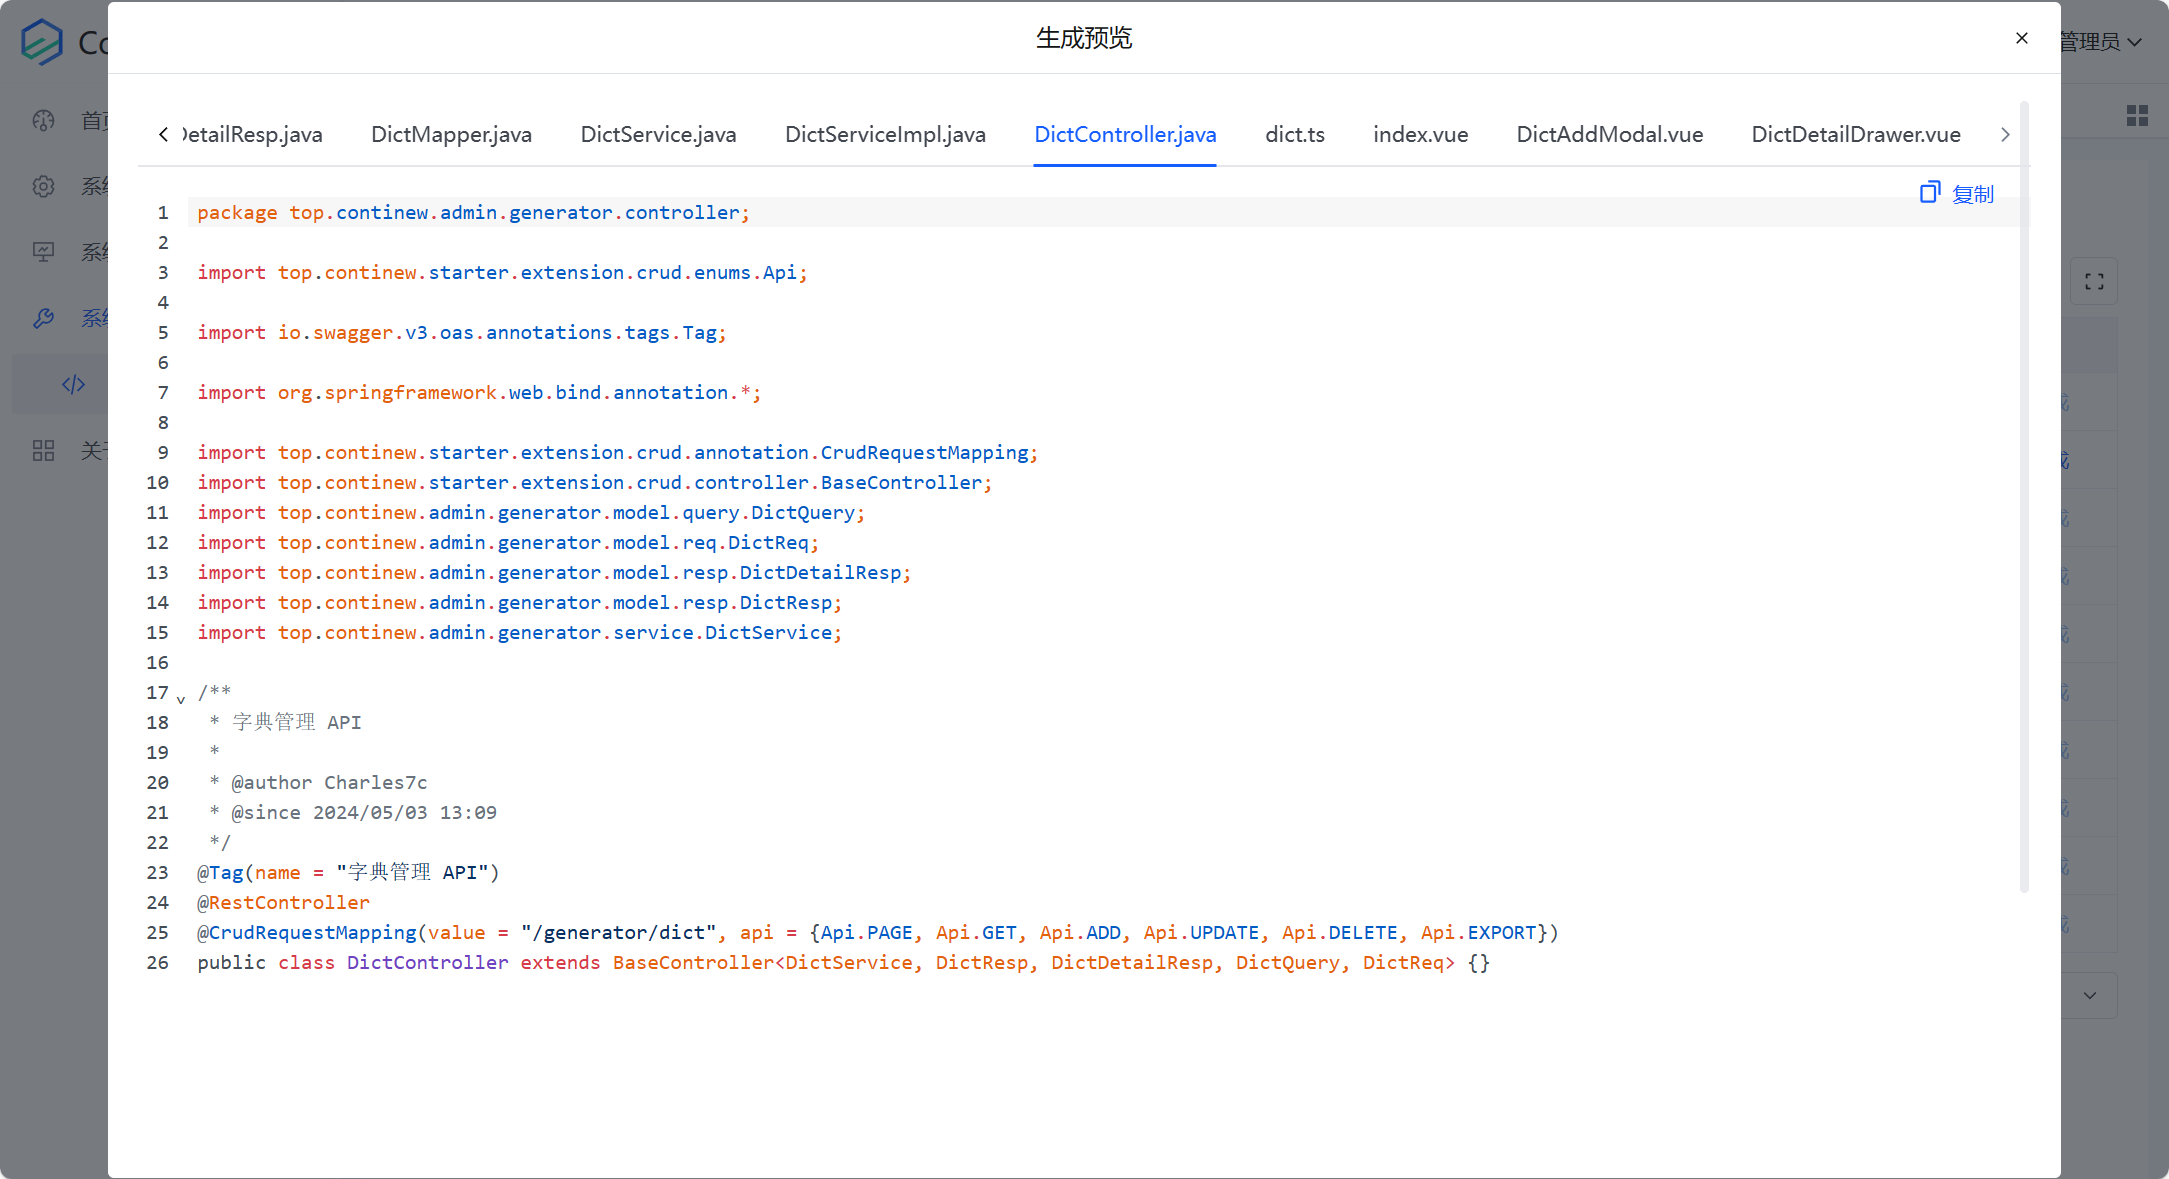 生成预览
管理员
DetailResp.java DictMapper.java DictService.java DictServiceImpl.java DictController.java dict.ts index.vue DictAddModal.vue DictDetailDrawer.vue
复制
1 package top.continew.admin.generator.controller;
2
3 import top.continew.starter.extension.crud.enums.Api;
4
5 import io.swagger.v3.oas.annotations.tags.Tag;
6
7 import org.springframework.web.bind.annotation.*;
8
9 import top.continew.starter.extension.crud.annotation.CrudRequestMapping;
10 import top.continew.starter.extension.crud.controller.BaseController;
11 import top.continew.admin.generator.model.query.DictQuery;
12 import top.continew.admin.generator.model.req.DictReq;
13 import top.continew.admin.generator.model.resp.DictDetailResp;
14 import top.continew.admin.generator.model.resp.DictResp;
15 import top.continew.admin.generator.service.DictService;
16
17 /**
18  * 字典管理 API
19  *
20  * @author Charles7c
21  * @since 2024/05/03 13:09
22  */
23 @Tag(name = "字典管理 API")
24 @RestController
25 @CrudRequestMapping(value = "/generator/dict", api = {Api.PAGE, Api.GET, Api.ADD, Api.UPDATE, Api.DELETE, Api.EXPORT})
26 public class DictController extends BaseController<DictService, DictResp, DictDetailResp, DictQuery, DictReq> {}